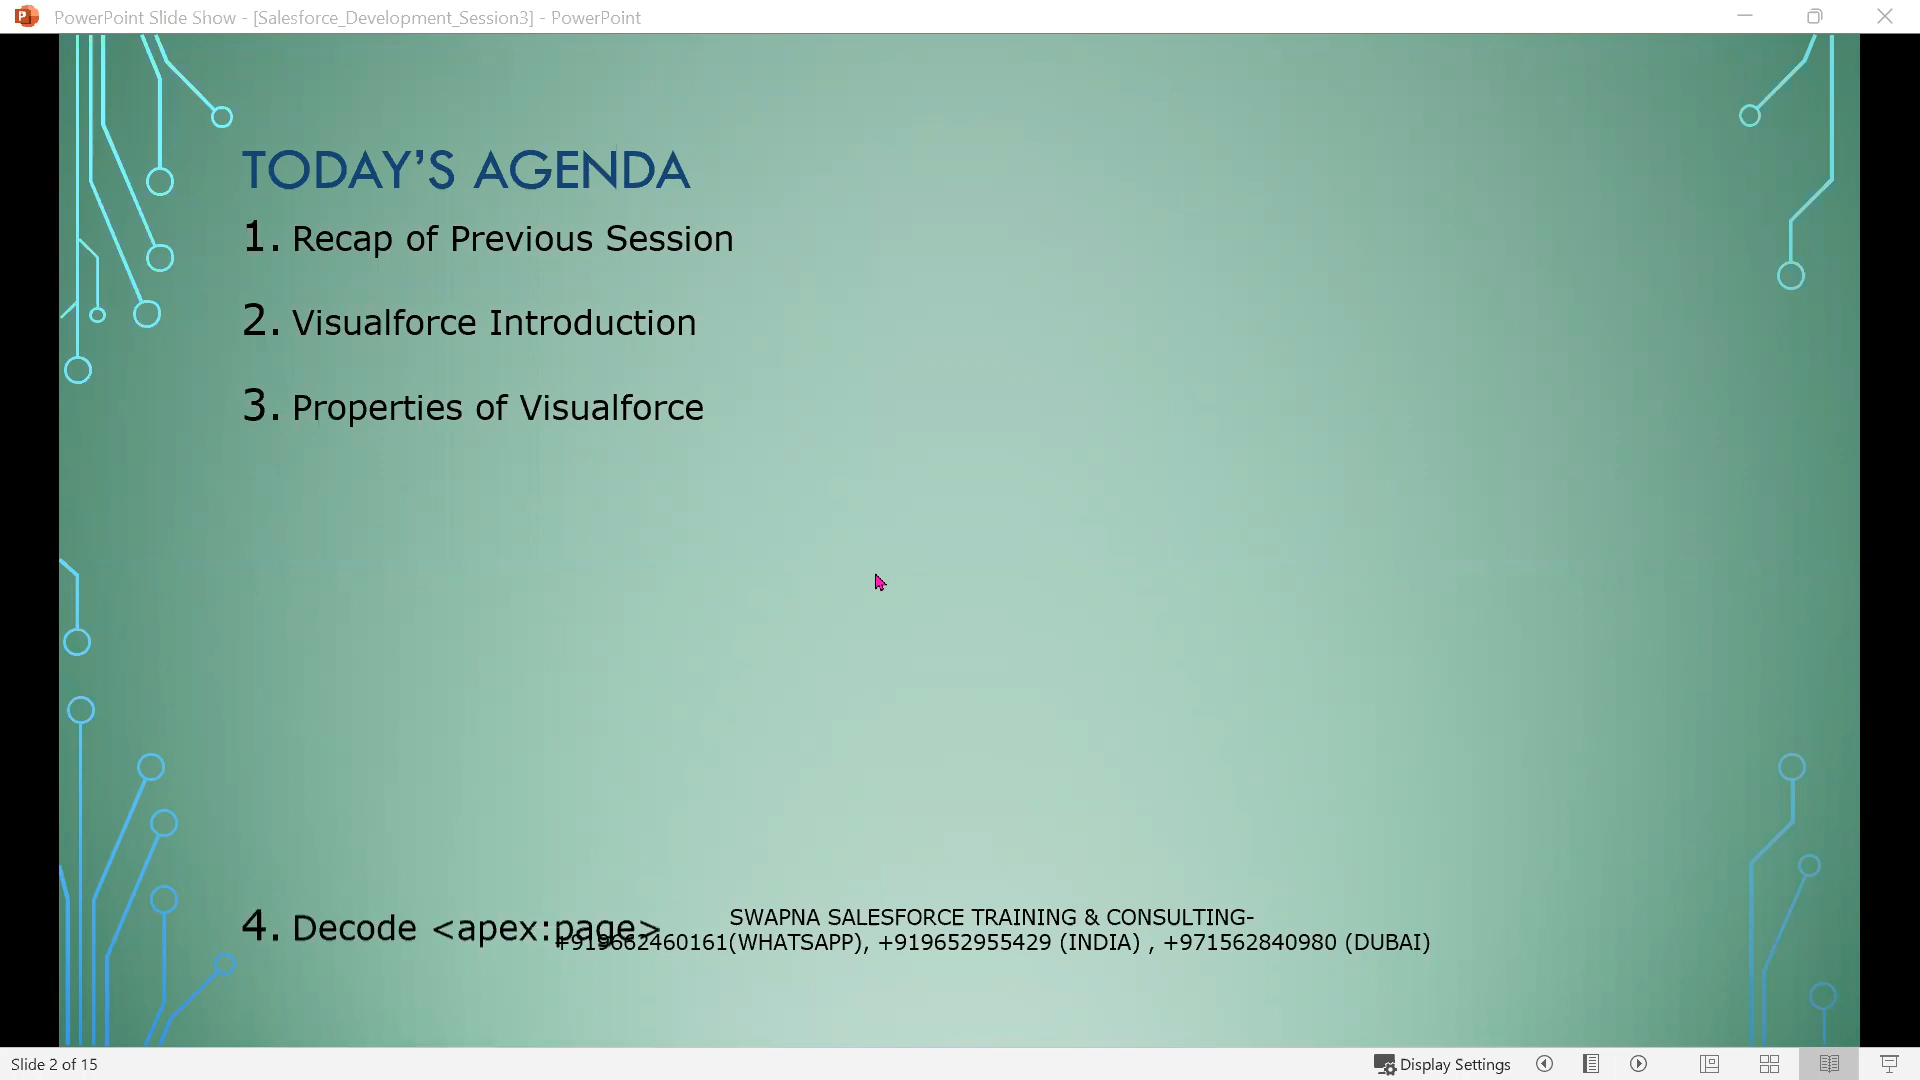 PowerPoint Slide Show - [Salesforce_Development_Session3] - PowerPoint
TODAY’S AGENDA
1. Recap of Previous Session
2. Visualforce Introduction
3. Properties of Visualforce
4. Decode <apex:page>
SWAPNA SALESFORCE TRAINING & CONSULTING-
+919662460161(WHATSAPP), +919652955429 (INDIA) , +971562840980 (DUBAI)
Slide 2 of 15
Display Settings